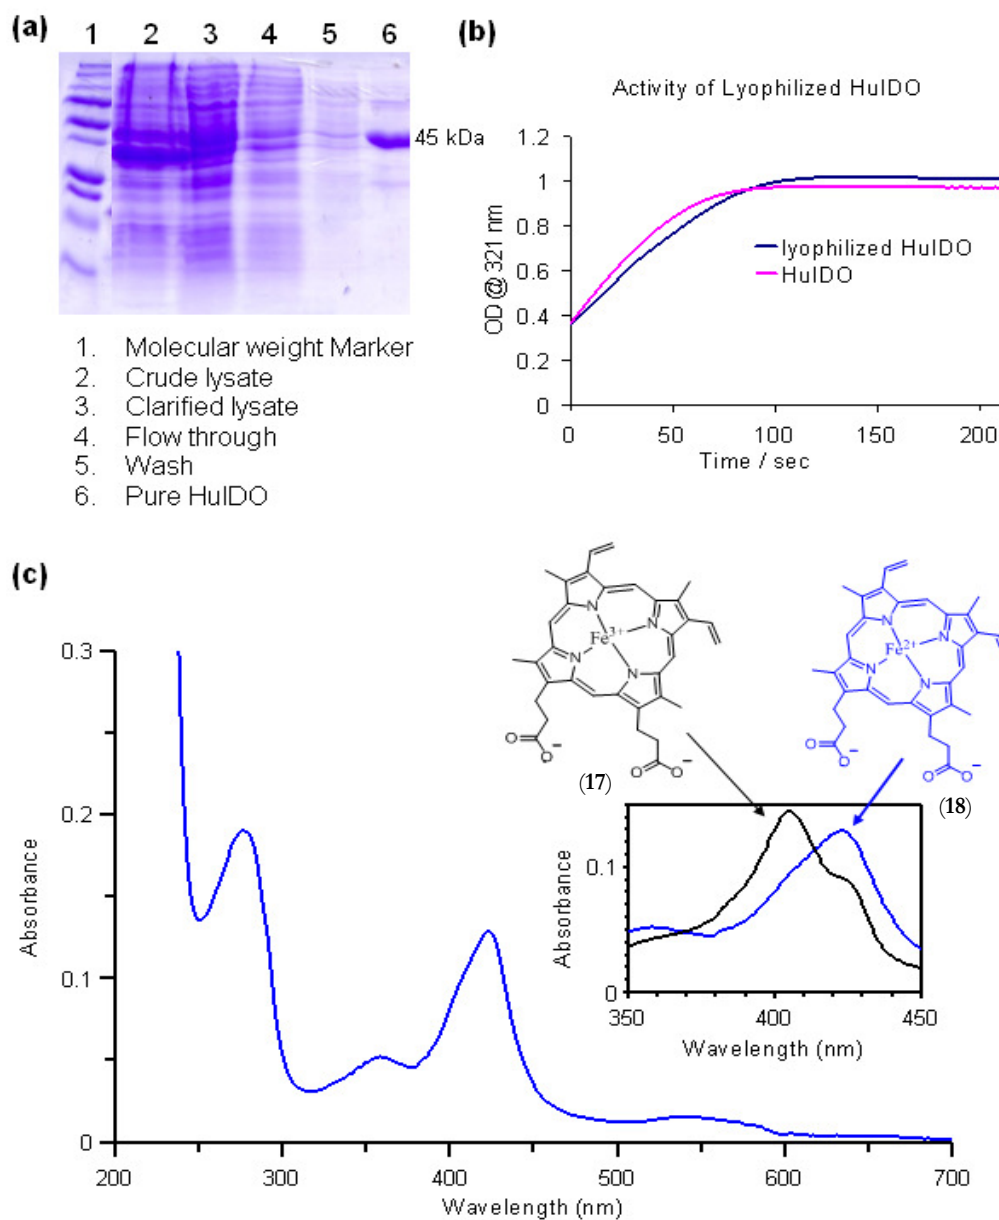 (a)
1 2 3 4 5 6
45 kDa
1. Molecular weight Marker
2. Crude lysate
3. Clarified lysate
4. Flow through
5. Wash
6. Pure HuIDO
(b)
Activity of Lyophilized HuIDO
1.2
1
0.8
0.6
0.4
0.2
0
OD @ 321 nm
lyophilized HuIDO
HuIDO
0 50 100 150 200
Time / sec
(c)
0.3
0.2
0.1
0
Absorbance
200 300 400 500 600 700
Wavelength (nm)
N N Fe3+ N N
O O− O O−
(17)
N N Fe2+ N N
O O− O O−
(18)
0.1
0
Absorbance
350 400 450
Wavelength (nm)